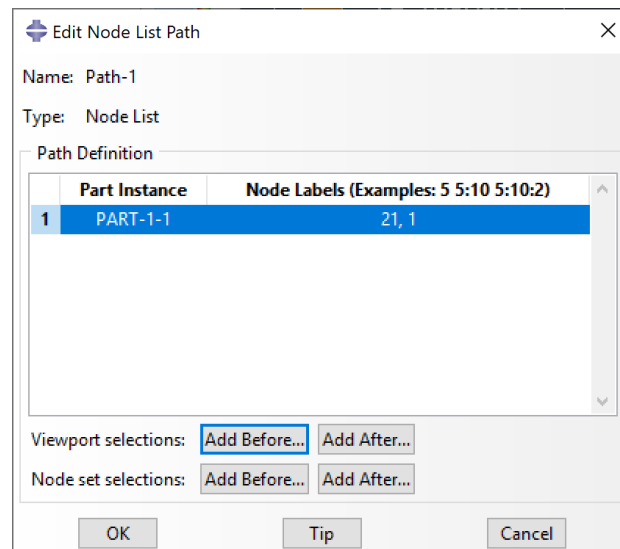 Edit Node List Path
Name: Path-1
Type: Node List
Path Definition
Part Instance Node Labels (Examples: 5 5:10 5:10:2)
1 PART-1-1 21, 1
Viewport selections: Add Before... Add After...
Node set selections: Add Before... Add After...
OK Tip Cancel